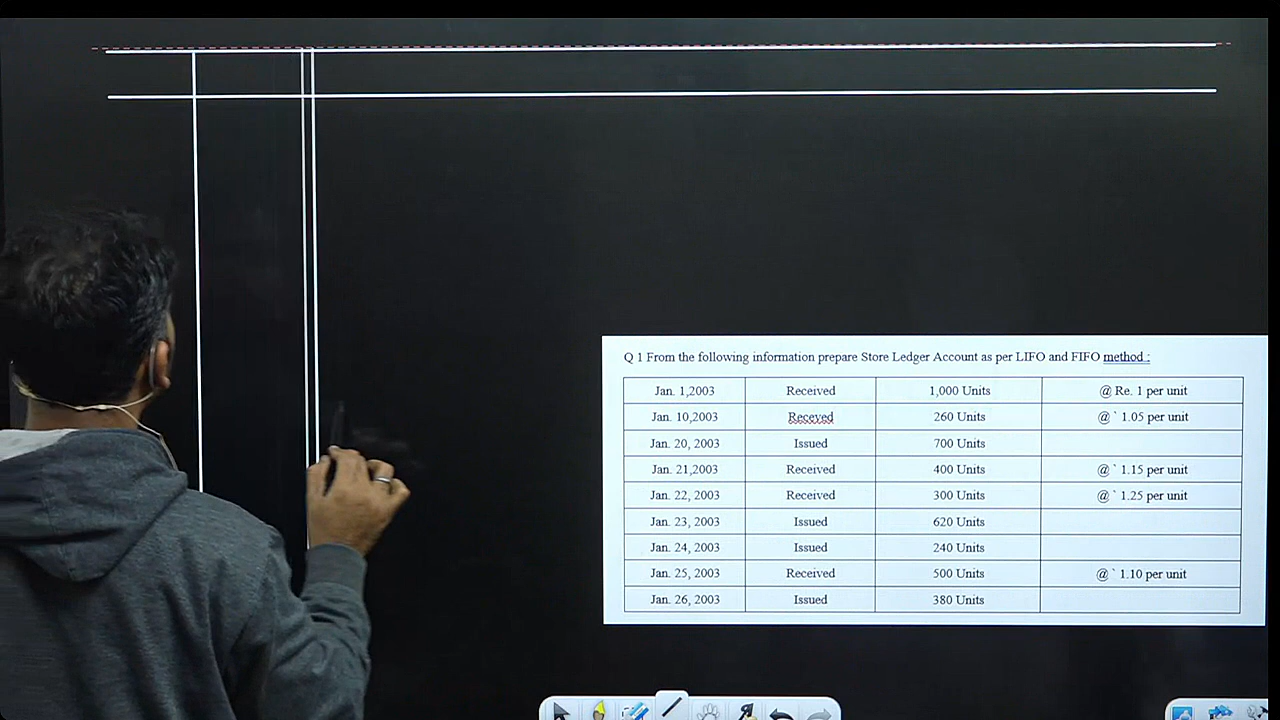 Q 1 From the following information prepare Store Ledger Account as per LIFO and FIFO method :
Jan. 1,2003 Received 1,000 Units @ Re. 1 per unit
Jan. 10,2003 Receved 260 Units @ ` 1.05 per unit
Jan. 20, 2003 Issued 700 Units
Jan. 21,2003 Received 400 Units @ ` 1.15 per unit
Jan. 22, 2003 Received 300 Units @ ` 1.25 per unit
Jan. 23, 2003 Issued 620 Units
Jan. 24, 2003 Issued 240 Units
Jan. 25, 2003 Received 500 Units @ ` 1.10 per unit
Jan. 26, 2003 Issued 380 Units